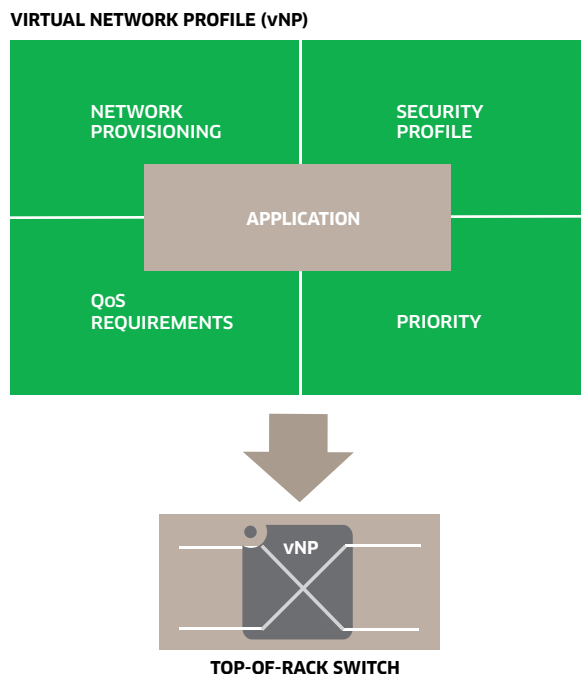 VIRTUAL NETWORK PROFILE (vNP)
NETWORK
PROVISIONING
SECURITY
PROFILE
APPLICATION
QoS
REQUIREMENTS
PRIORITY
vNP
TOP-OF-RACK SWITCH